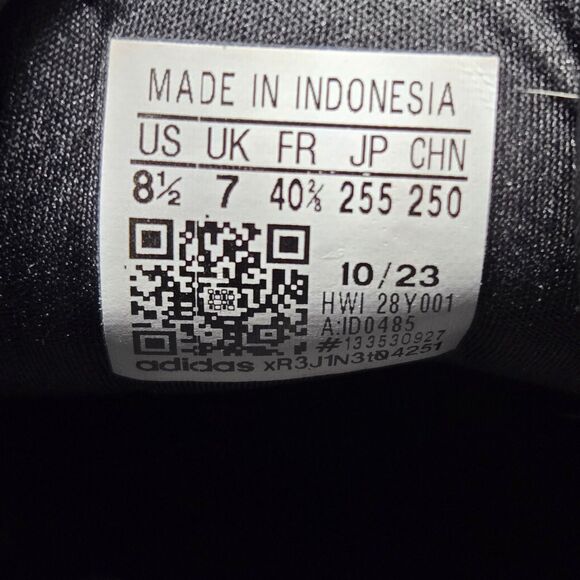 MADE IN INDONESIA
US UK FR JP CHN
8½ 7 40⅔ 255 250
10/23
HWI 28Y001
A:ID0485
#133530927
adidas xR3J1N3t04251